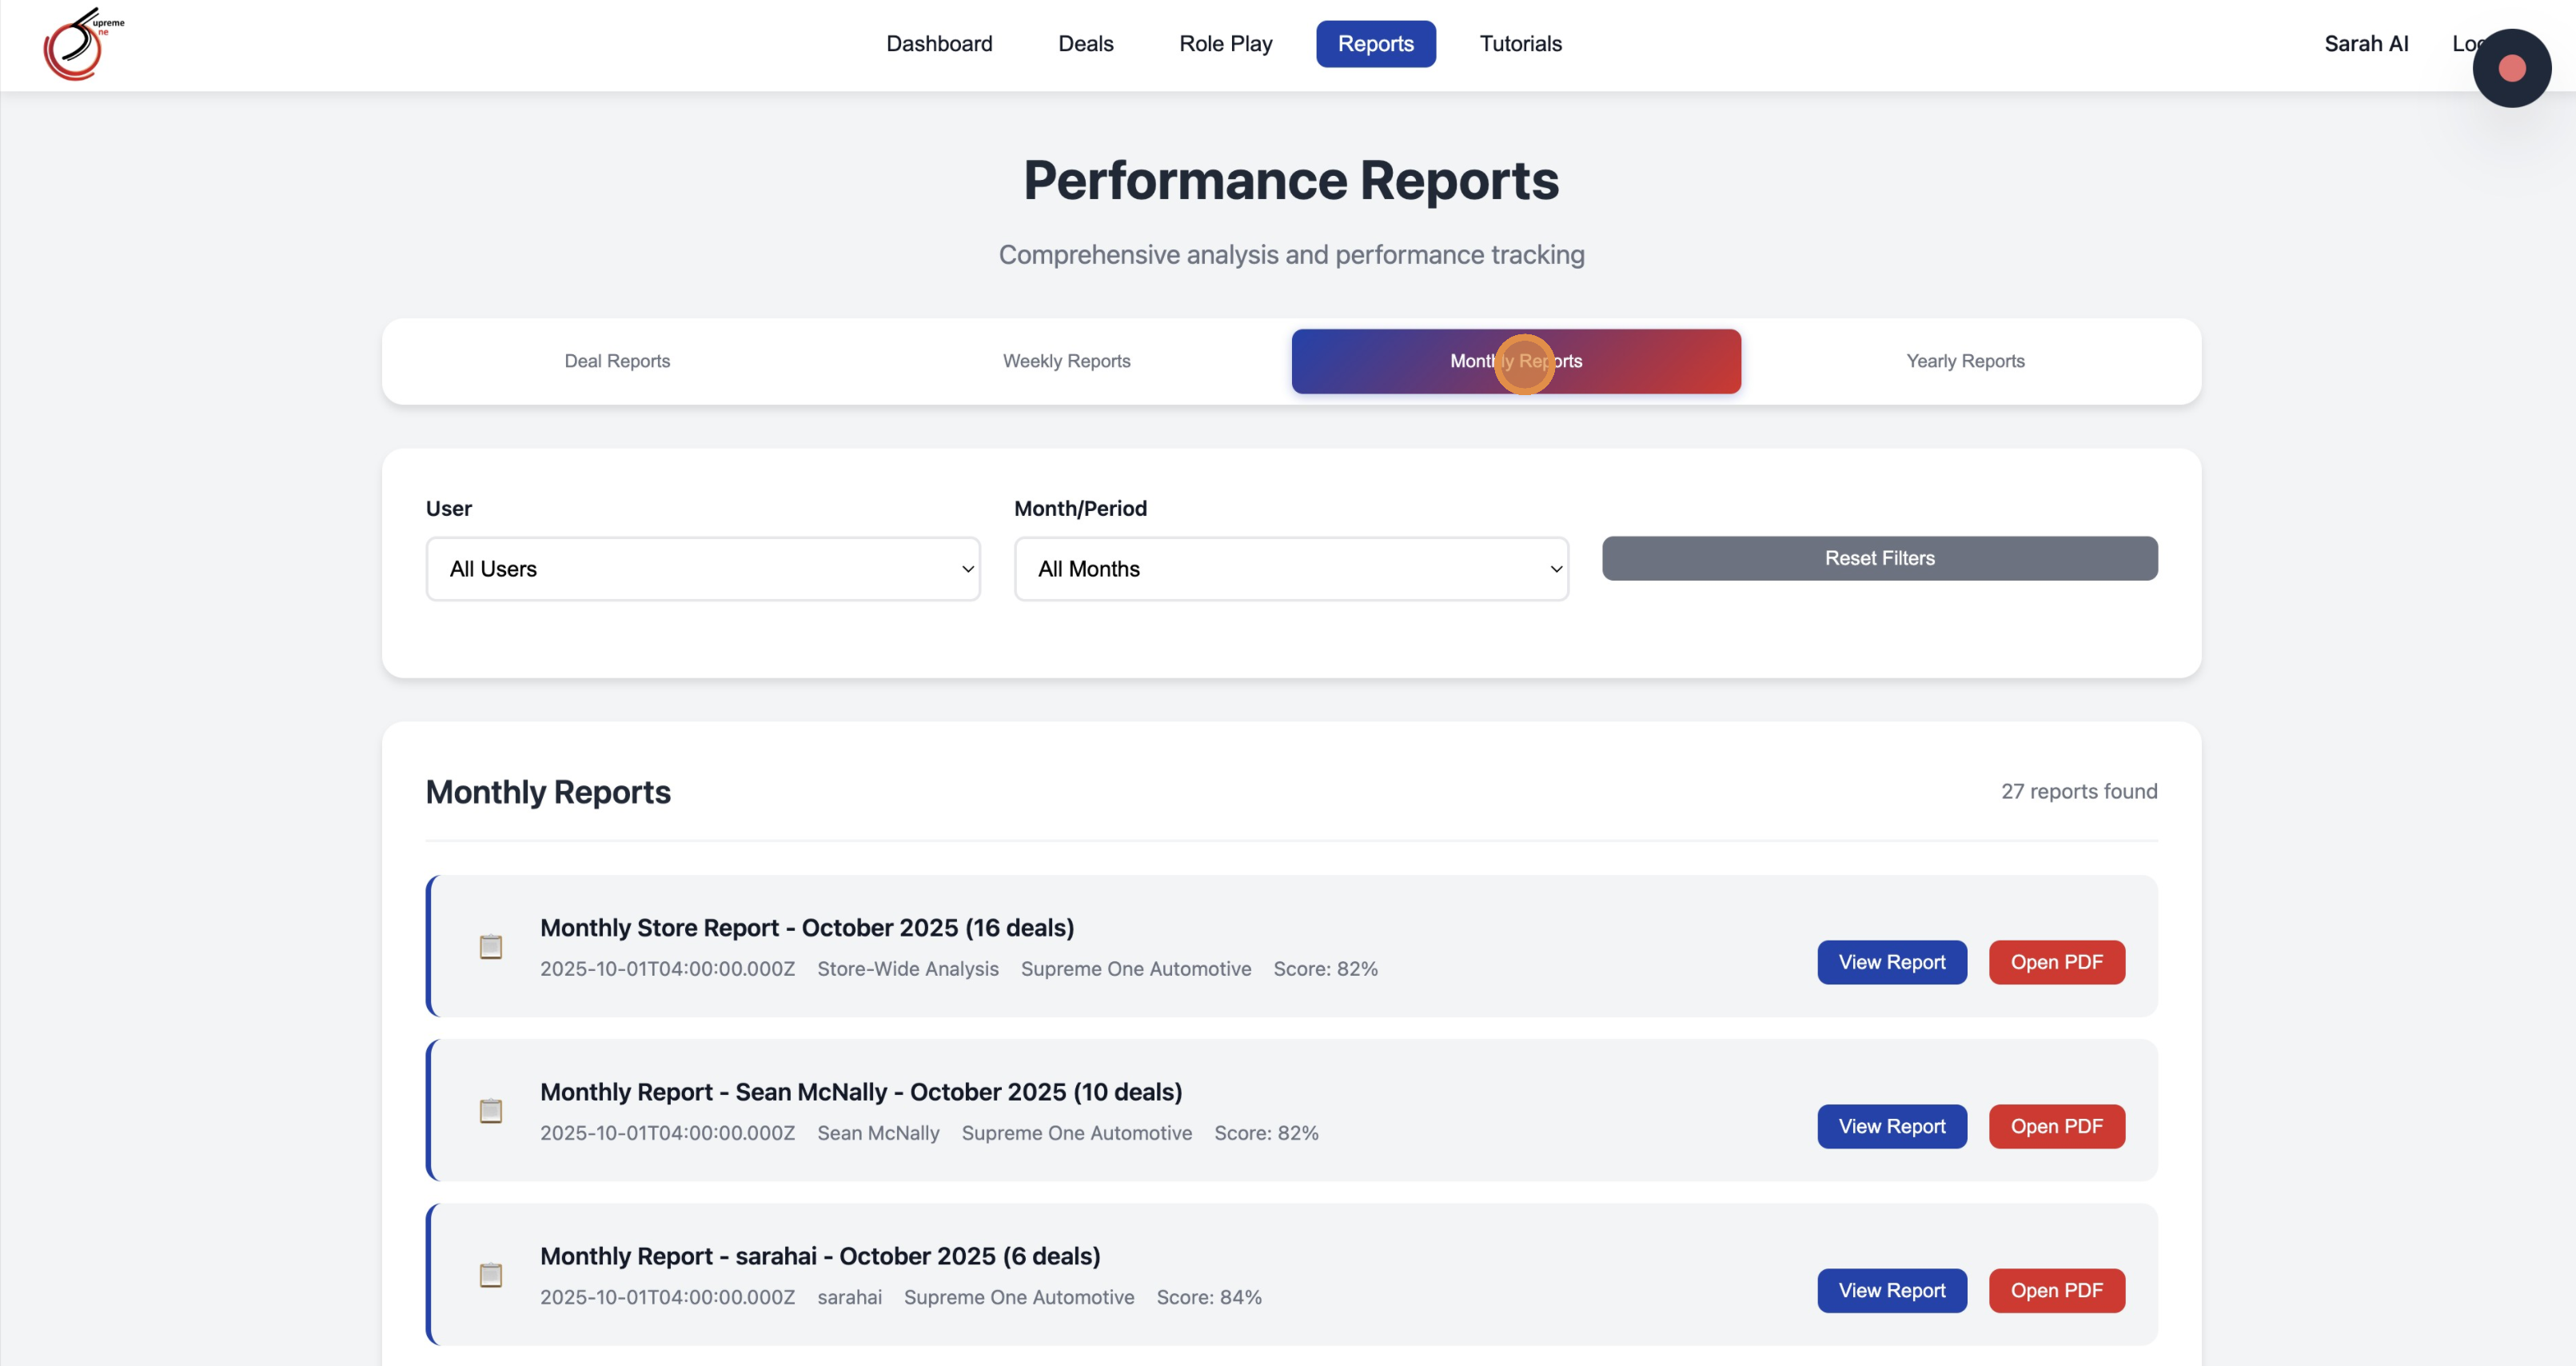 upreme
ne
Dashboard Deals Role Play Reports Tutorials Sarah AI
Performance Reports
Comprehensive analysis and performance tracking
Deal Reports Weekly Reports Monthly Reports Yearly Reports
User Month/Period
All Users All Months Reset Filters
Monthly Reports 27 reports found
Monthly Store Report - October 2025 (16 deals)
2025-10-01T04:00:00.000Z Store-Wide Analysis Supreme One Automotive Score: 82%
View Report Open PDF
Monthly Report - Sean McNally - October 2025 (10 deals)
2025-10-01T04:00:00.000Z Sean McNally Supreme One Automotive Score: 82%
View Report Open PDF
Monthly Report - sarahai - October 2025 (6 deals)
2025-10-01T04:00:00.000Z sarahai Supreme One Automotive Score: 84%
View Report Open PDF